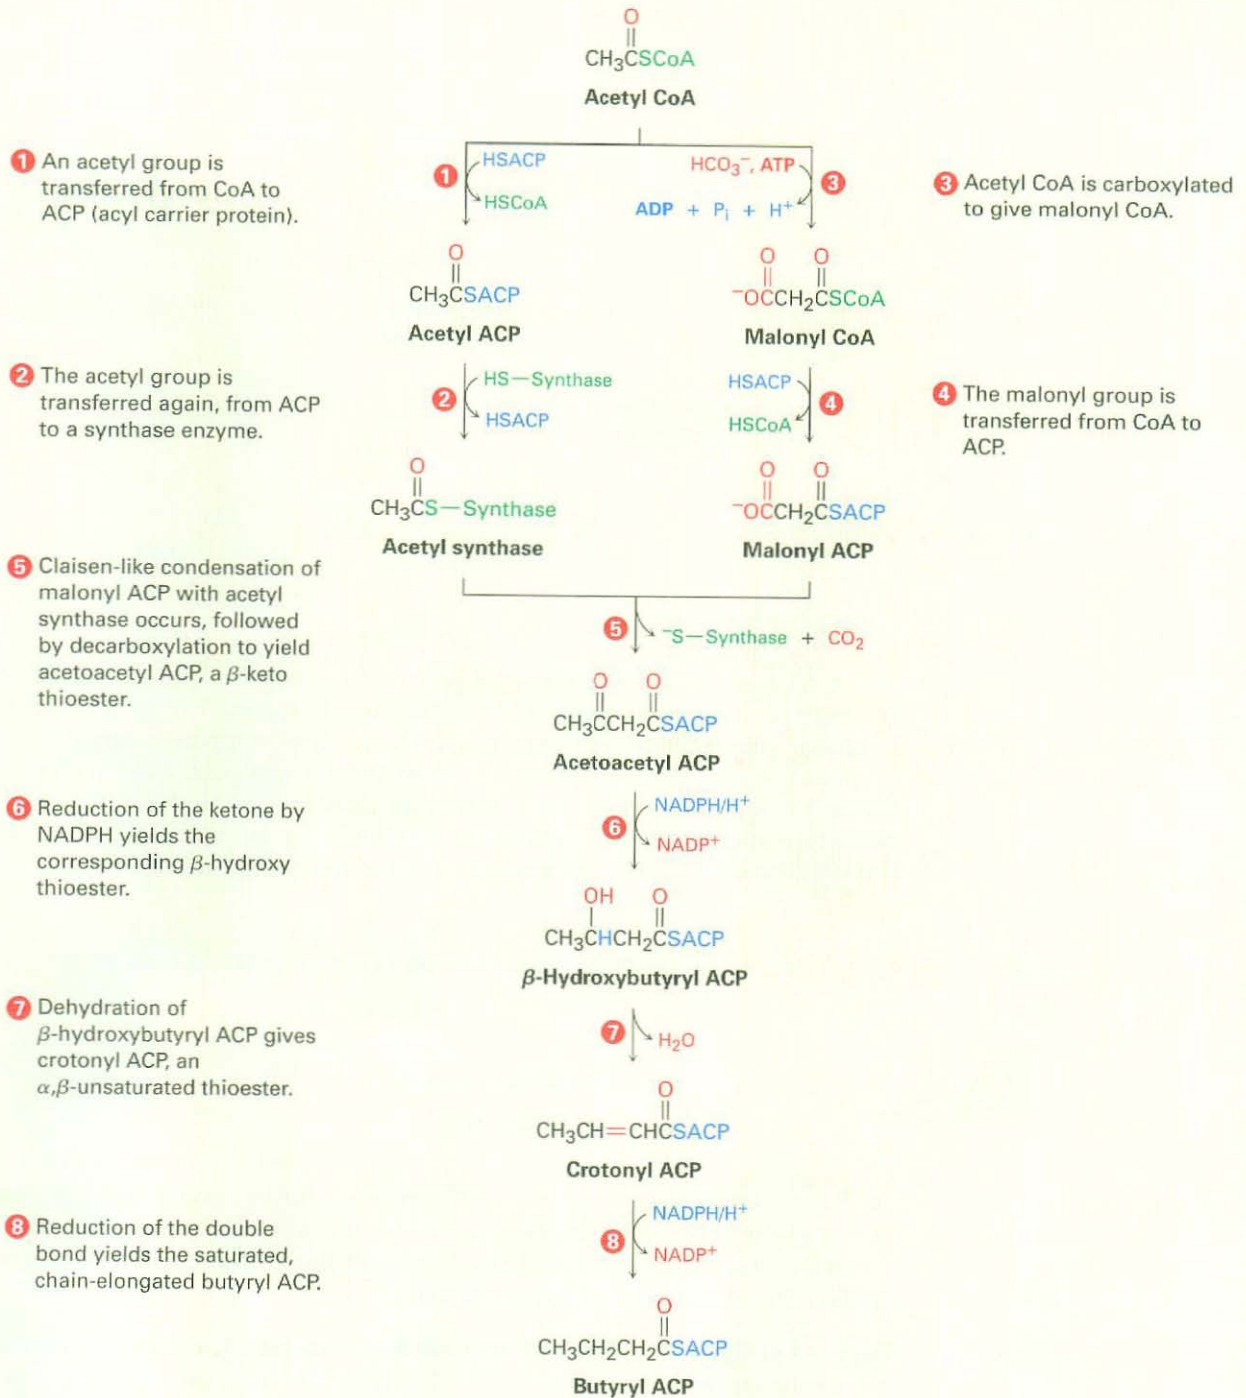 O
CH₃CSCoA
Acetyl CoA
1 An acetyl group is
transferred from CoA to
ACP (acyl carrier protein).
1
HSACP
HSCoA
HCO₃⁻, ATP
ADP + Pᵢ + H⁺
3
3 Acetyl CoA is carboxylated
to give malonyl CoA.
O
CH₃CSACP
Acetyl ACP
O O
⁻OCCH₂CSCoA
Malonyl CoA
2 The acetyl group is
transferred again, from ACP
to a synthase enzyme.
2
HS—Synthase
HSACP
HSACP
HSCoA
4
4 The malonyl group is
transferred from CoA to
ACP.
O
CH₃CS—Synthase
Acetyl synthase
O O
⁻OCCH₂CSACP
Malonyl ACP
5 Claisen-like condensation of
malonyl ACP with acetyl
synthase occurs, followed
by decarboxylation to yield
acetoacetyl ACP, a β-keto
thioester.
5
⁻S—Synthase + CO₂
O O
CH₃CCH₂CSACP
Acetoacetyl ACP
6 Reduction of the ketone by
NADPH yields the
corresponding β-hydroxy
thioester.
6
NADPH/H⁺
NADP⁺
OH O
CH₃CHCH₂CSACP
β-Hydroxybutyryl ACP
7 Dehydration of
β-hydroxybutyryl ACP gives
crotonyl ACP, an
α,β-unsaturated thioester.
7
H₂O
O
CH₃CH=CHCSACP
Crotonyl ACP
8 Reduction of the double
bond yields the saturated,
chain-elongated butyryl ACP.
8
NADPH/H⁺
NADP⁺
O
CH₃CH₂CH₂CSACP
Butyryl ACP